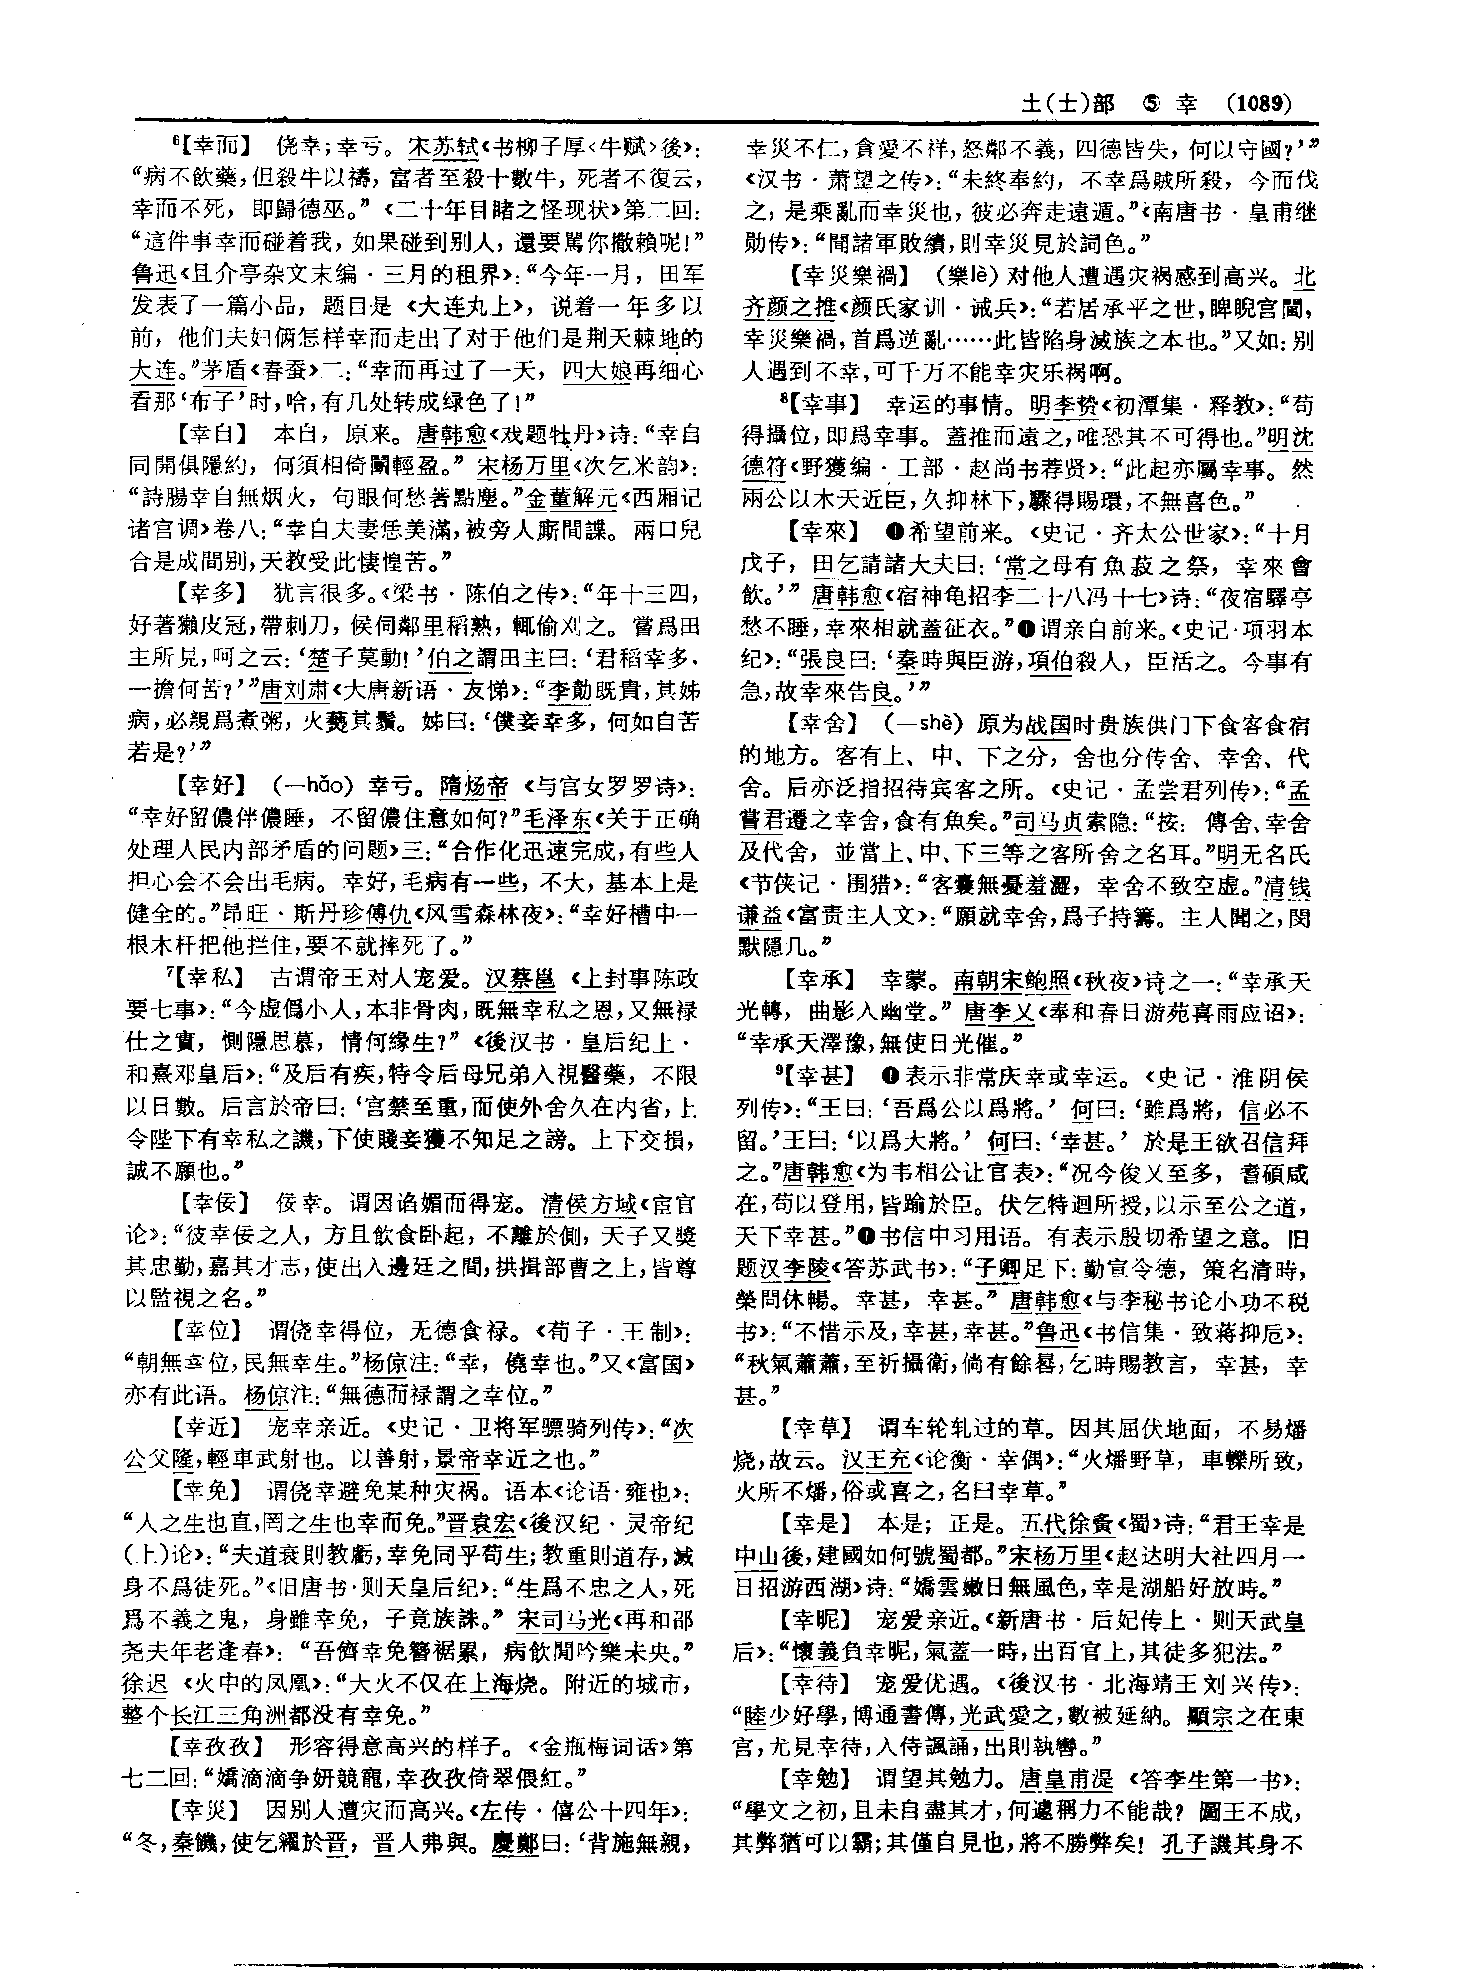 土(士)部 ⑤ 幸 (1089)
⁶【幸而】 侥幸；幸亏。宋苏轼《书柳子厚〈牛赋〉後》：
“病不飲藥，但殺牛以禱，富者至殺十數牛，死者不復云，
幸而不死，即歸德巫。”《二十年目睹之怪现状》第二回：
“這件事幸而碰着我，如果碰到别人，還要駡你撒賴呢！”
鲁迅《且介亭杂文末编·三月的租界》：“今年一月，田军
发表了一篇小品，题目是《大连丸上》，说着一年多以
前，他们夫妇俩怎样幸而走出了对于他们是荆天棘地的
大连。”茅盾《春蚕》二：“幸而再过了一天，四大娘再细心
看那‘布子’时，哈，有几处转成绿色了！”
【幸自】 本自，原来。唐韩愈《戏题牡丹》诗：“幸自
同開俱隱約，何須相倚鬭輕盈。”宋杨万里《次乞米韵》：
“詩腸幸自無烟火，句眼何愁著點塵。”金董解元《西厢记
诸宫调》卷八：“幸自夫妻恁美滿，被旁人廝間諜。兩口兒
合是成間别，天教受此悽惶苦。”
【幸多】 犹言很多。《梁书·陈伯之传》：“年十三四，
好著獺皮冠，帶刺刀，候伺鄰里稻熟，輒偷刈之。嘗爲田
主所見，呵之云：‘楚子莫動！’伯之謂田主曰：‘君稻幸多，
一擔何苦？’”唐刘肃《大唐新语·友悌》：“李勣既貴，其姊
病，必親爲煮粥，火爇其鬚。姊曰：‘僕妾幸多，何如自苦
若是？’”
【幸好】 (—hǎo) 幸亏。隋炀帝《与宫女罗罗诗》：
“幸好留儂伴儂睡，不留儂住意如何？”毛泽东《关于正确
处理人民内部矛盾的问题》三：“合作化迅速完成，有些人
担心会不会出毛病。幸好，毛病有一些，不大，基本上是
健全的。”昂旺·斯丹珍傅仇《风雪森林夜》：“幸好槽中一
根木杆把他拦住，要不就摔死了。”
⁷【幸私】 古谓帝王对人宠爱。汉蔡邕《上封事陈政
要七事》：“今虚僞小人，本非骨肉，既無幸私之恩，又無禄
仕之實，惻隱思慕，情何緣生？”《後汉书·皇后纪上·
和熹邓皇后》：“及后有疾，特令后母兄弟入視醫藥，不限
以日數。后言於帝曰：‘宫禁至重，而使外舍久在内省，上
令陛下有幸私之譏，下使賤妾獲不知足之謗。上下交損，
誠不願也。”
【幸佞】 佞幸。谓因谄媚而得宠。清侯方域《宦官
论》：“彼幸佞之人，方且飲食卧起，不離於側，天子又獎
其忠勤，嘉其才志，使出入邊廷之間，拱揖部曹之上，皆尊
以監視之名。”
【幸位】 谓侥幸得位，无德食禄。《荀子·王制》：
“朝無幸位，民無幸生。”杨倞注：“幸，僥幸也。”又《富国》
亦有此语。杨倞注：“無德而禄謂之幸位。”
【幸近】 宠幸亲近。《史记·卫将军骠骑列传》：“次
公父隆，輕車武射也。以善射，景帝幸近之也。”
【幸免】 谓侥幸避免某种灾祸。语本《论语·雍也》：
“人之生也直，罔之生也幸而免。”晋袁宏《後汉纪·灵帝纪
(上)论》：“夫道衰則教虧，幸免同乎苟生；教重則道存，滅
身不爲徒死。”《旧唐书·则天皇后纪》：“生爲不忠之人，死
爲不義之鬼，身雖幸免，子竟族誅。”宋司马光《再和邵
尧夫年老逢春》：“吾儕幸免簪裾累，痛飲閒吟樂未央。”
徐迟《火中的凤凰》：“大火不仅在上海烧。附近的城市，
整个长江三角洲都没有幸免。”
【幸孜孜】 形容得意高兴的样子。《金瓶梅词话》第
七二回：“嬌滴滴争妍競寵，幸孜孜倚翠偎紅。”
【幸災】 因别人遭灾而高兴。《左传·僖公十四年》：
“冬，秦饑，使乞糴於晋，晋人弗與。慶鄭曰：‘背施無親，
幸災不仁，貪愛不祥，怒鄰不義，四德皆失，何以守國？’”
《汉书·萧望之传》：“未終奉約，不幸爲賊所殺，今而伐
之，是乘亂而幸災也，彼必奔走遠遁。”《南唐书·皇甫继
勋传》：“聞諸軍敗績，則幸災見於詞色。”
【幸災樂禍】 (樂lè) 对他人遭遇灾祸感到高兴。北
齐颜之推《颜氏家训·诫兵》：“若居承平之世，睥睨宫閫，
幸災樂禍，首爲逆亂……此皆陷身滅族之本也。”又如：别
人遇到不幸，可千万不能幸灾乐祸啊。
⁸【幸事】 幸运的事情。明李贽《初潭集·释教》：“苟
得攝位，即爲幸事。蓋推而遠之，唯恐其不可得也。”明沈
德符《野獲编·工部·赵尚书荐贤》：“此起亦屬幸事。然
兩公以木天近臣，久抑林下，驟得賜環，不無喜色。”
【幸來】 ❶希望前来。《史记·齐太公世家》：“十月
戊子，田乞請諸大夫曰：‘常之母有魚菽之祭，幸來會
飲。’”唐韩愈《宿神龟招李二十八冯十七》诗：“夜宿驛亭
愁不睡，幸來相就蓋征衣。”❶谓亲自前来。《史记·项羽本
纪》：“張良曰：‘秦時與臣游，項伯殺人，臣活之。今事有
急，故幸來告良。’”
【幸舍】 (—shè) 原为战国时贵族供门下食客食宿
的地方。客有上、中、下之分，舍也分传舍、幸舍、代
舍。后亦泛指招待宾客之所。《史记·孟尝君列传》：“孟
嘗君遷之幸舍，食有魚矣。”司马贞索隐：“按：傳舍、幸舍
及代舍，並當上、中、下三等之客所舍之名耳。”明无名氏
《节侠记·围猎》：“客囊無憂羞澀，幸舍不致空虚。”清钱
谦益《富责主人文》：“願就幸舍，爲子持籌。主人聞之，閔
默隱几。”
【幸承】 幸蒙。南朝宋鲍照《秋夜》诗之一：“幸承天
光轉，曲影入幽堂。”唐李乂《奉和春日游苑喜雨应诏》：
“幸承天澤豫，無使日光催。”
⁹【幸甚】 ❶表示非常庆幸或幸运。《史记·淮阴侯
列传》：“王曰：‘吾爲公以爲將。’何曰：‘雖爲將，信必不
留。’王曰：‘以爲大將。’何曰：‘幸甚。’於是王欲召信拜
之。”唐韩愈《为韦相公让官表》：“况今俊乂至多，耆碩咸
在，苟以登用，皆踰於臣。伏乞特迴所授，以示至公之道，
天下幸甚。”❶书信中习用语。有表示殷切希望之意。旧
题汉李陵《答苏武书》：“子卿足下：勤宣令德，策名清時，
榮問休暢。幸甚，幸甚。”唐韩愈《与李秘书论小功不税
书》：“不惜示及，幸甚，幸甚。”鲁迅《书信集·致蒋抑卮》：
“秋氣蕭蕭，至祈攝衛，倘有餘晷，乞時賜教言，幸甚，幸
甚。”
【幸草】 谓车轮轧过的草。因其屈伏地面，不易燔
烧，故云。汉王充《论衡·幸偶》：“火燔野草，車轢所致，
火所不燔，俗或喜之，名曰幸草。”
【幸是】 本是；正是。五代徐夤《蜀》诗：“君王幸是
中山後，建國如何號蜀都。”宋杨万里《赵达明大社四月一
日招游西湖》诗：“嬌雲嫩日無風色，幸是湖船好放時。”
【幸昵】 宠爱亲近。《新唐书·后妃传上·则天武皇
后》：“懷義負幸昵，氣蓋一時，出百官上，其徒多犯法。”
【幸待】 宠爱优遇。《後汉书·北海靖王刘兴传》：
“睦少好學，博通書傳，光武愛之，數被延納。顯宗之在東
宫，尤見幸待，入侍諷誦，出則執轡。”
【幸勉】 谓望其勉力。唐皇甫湜《答李生第一书》：
“學文之初，且未自盡其才，何遽稱力不能哉？圖王不成，
其弊猶可以霸；其僅自見也，將不勝弊矣！孔子譏其身不